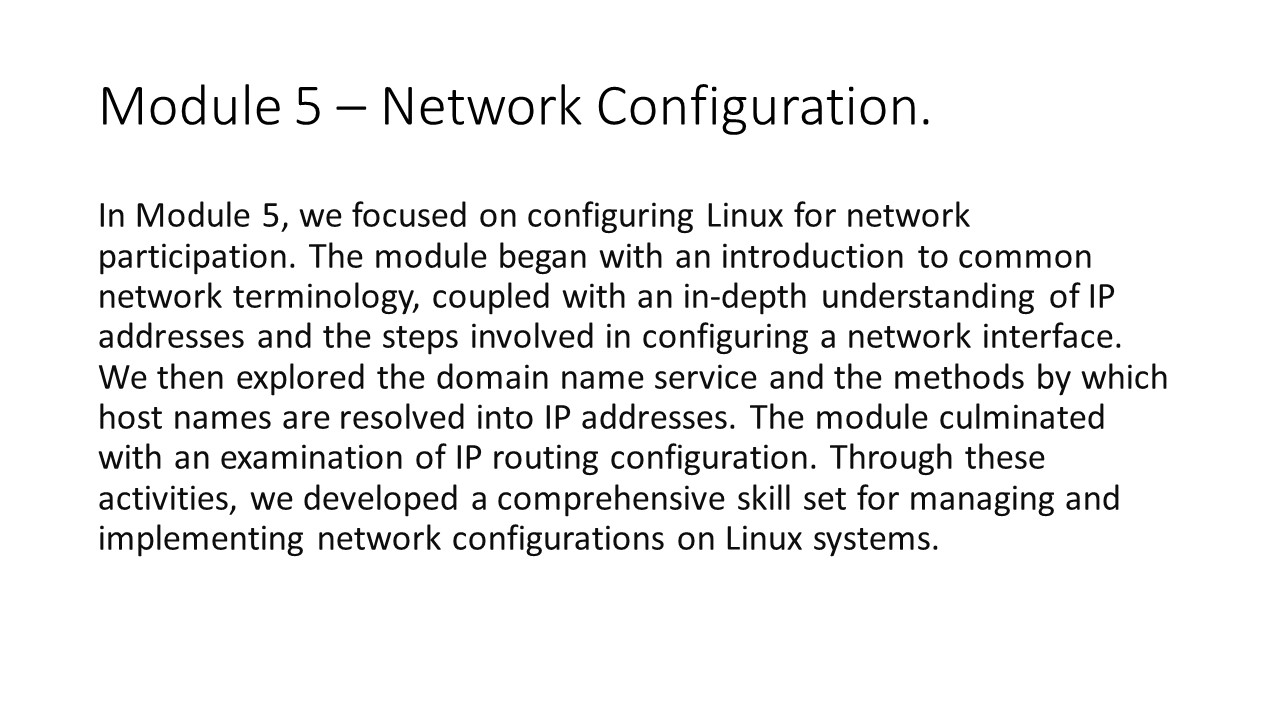 Module 5 – Network Configuration.
In Module 5, we focused on configuring Linux for network
participation. The module began with an introduction to common
network terminology, coupled with an in-depth understanding of IP
addresses and the steps involved in configuring a network interface.
We then explored the domain name service and the methods by which
host names are resolved into IP addresses. The module culminated
with an examination of IP routing configuration. Through these
activities, we developed a comprehensive skill set for managing and
implementing network configurations on Linux systems.